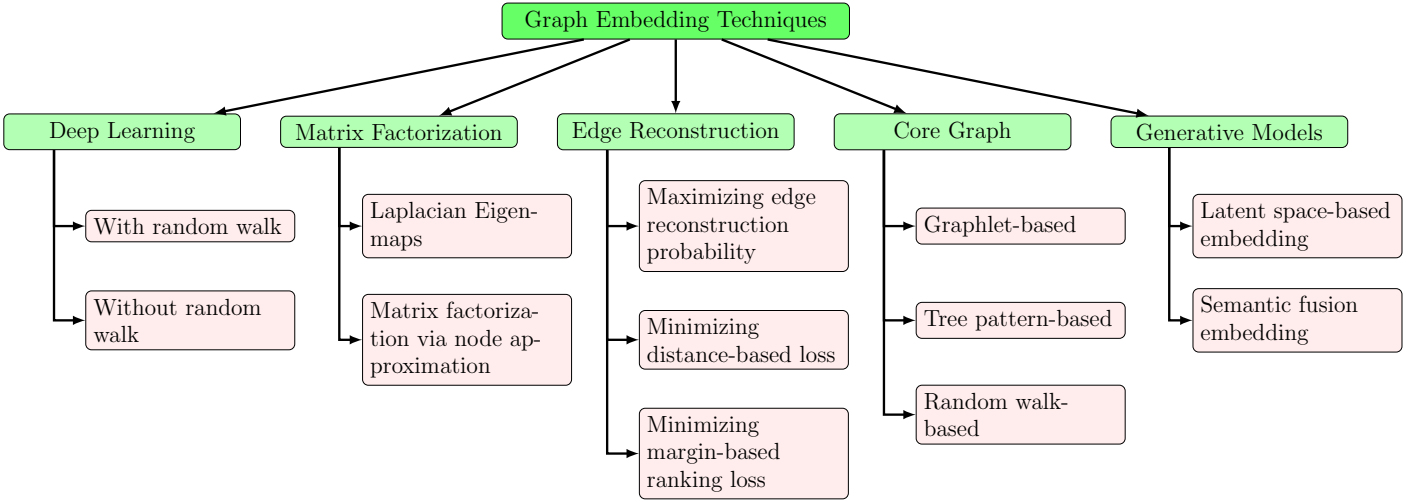 Graph Embedding Techniques
Deep Learning
With random walk
Without random
walk
Matrix Factorization
Laplacian Eigen-
maps
Matrix factoriza-
tion via node ap-
proximation
Edge Reconstruction
Maximizing edge
reconstruction
probability
Minimizing
distance-based loss
Minimizing
margin-based
ranking loss
Core Graph
Graphlet-based
Tree pattern-based
Random walk-
based
Generative Models
Latent space-based
embedding
Semantic fusion
embedding